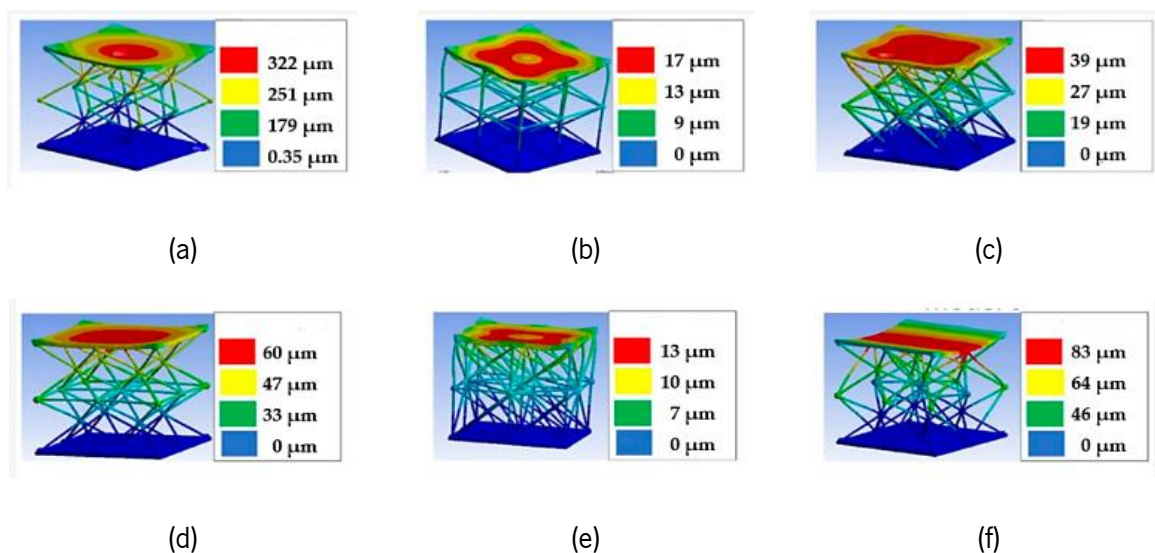 322 μm
251 μm
179 μm
0.35 μm
17 μm
13 μm
9 μm
0 μm
39 μm
27 μm
19 μm
0 μm
(a)
(b)
(c)
60 μm
47 μm
33 μm
0 μm
13 μm
10 μm
7 μm
0 μm
83 μm
64 μm
46 μm
0 μm
(d)
(e)
(f)